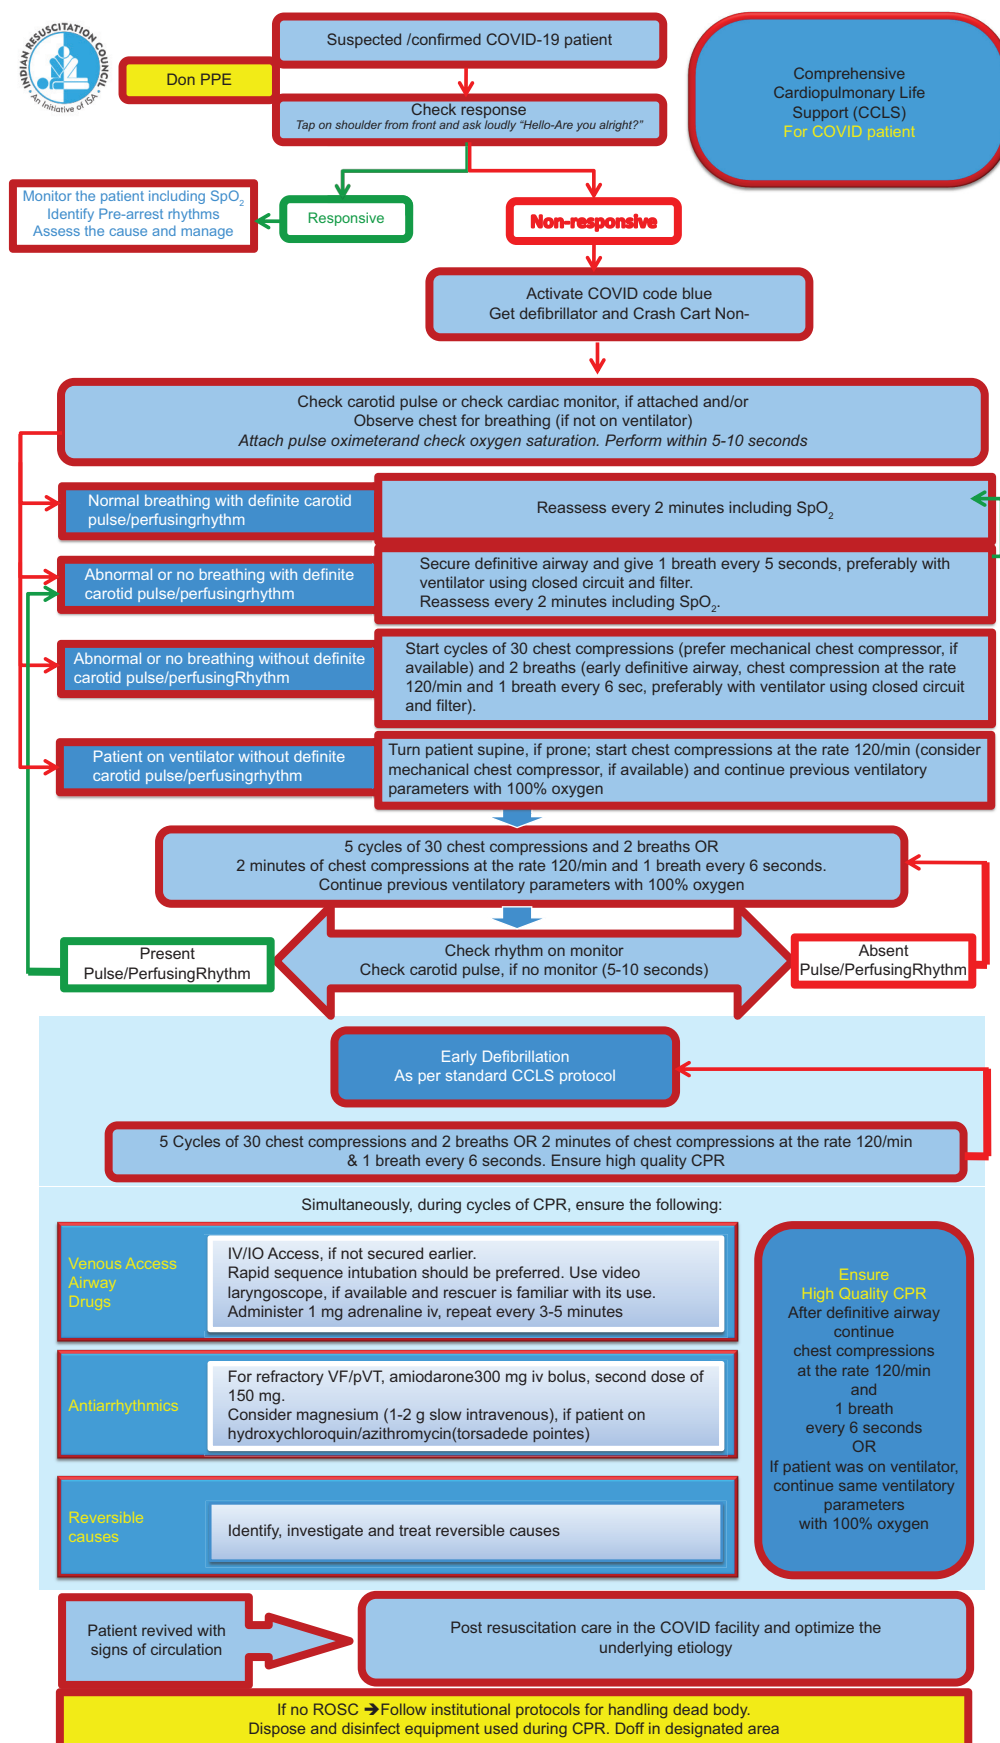 INDIAN RESUSCITATION COUNCIL
An Initiative of ISA
Suspected /confirmed COVID-19 patient
Don PPE
Check response
Tap on shoulder from front and ask loudly “Hello-Are you alright?”
Comprehensive
Cardiopulmonary Life
Support (CCLS)
For COVID patient
Monitor the patient including SpO2
Identify Pre-arrest rhythms
Assess the cause and manage
Responsive
Non-responsive
Activate COVID code blue
Get defibrillator and Crash Cart Non-
Check carotid pulse or check cardiac monitor, if attached and/or
Observe chest for breathing (if not on ventilator)
Attach pulse oximeterand check oxygen saturation. Perform within 5-10 seconds
Normal breathing with definite carotid
pulse/perfusingrhythm
Reassess every 2 minutes including SpO2
Abnormal or no breathing with definite
carotid pulse/perfusingrhythm
Secure definitive airway and give 1 breath every 5 seconds, preferably with
ventilator using closed circuit and filter.
Reassess every 2 minutes including SpO2.
Abnormal or no breathing without definite
carotid pulse/perfusingRhythm
Start cycles of 30 chest compressions (prefer mechanical chest compressor, if
available) and 2 breaths (early definitive airway, chest compression at the rate
120/min and 1 breath every 6 sec, preferably with ventilator using closed circuit
and filter).
Patient on ventilator without definite
carotid pulse/perfusingrhythm
Turn patient supine, if prone; start chest compressions at the rate 120/min (consider
mechanical chest compressor, if available) and continue previous ventilatory
parameters with 100% oxygen
5 cycles of 30 chest compressions and 2 breaths OR
2 minutes of chest compressions at the rate 120/min and 1 breath every 6 seconds.
Continue previous ventilatory parameters with 100% oxygen
Present
Pulse/PerfusingRhythm
Check rhythm on monitor
Check carotid pulse, if no monitor (5-10 seconds)
Absent
Pulse/PerfusingRhythm
Early Defibrillation
As per standard CCLS protocol
5 Cycles of 30 chest compressions and 2 breaths OR 2 minutes of chest compressions at the rate 120/min
& 1 breath every 6 seconds. Ensure high quality CPR
Simultaneously, during cycles of CPR, ensure the following:
Venous Access
Airway
Drugs
IV/IO Access, if not secured earlier.
Rapid sequence intubation should be preferred. Use video
laryngoscope, if available and rescuer is familiar with its use.
Administer 1 mg adrenaline iv, repeat every 3-5 minutes
Antiarrhythmics
For refractory VF/pVT, amiodarone300 mg iv bolus, second dose of
150 mg.
Consider magnesium (1-2 g slow intravenous), if patient on
hydroxychloroquin/azithromycin(torsadede pointes)
Reversible
causes
Identify, investigate and treat reversible causes
Ensure
High Quality CPR
After definitive airway
continue
chest compressions
at the rate 120/min
and
1 breath
every 6 seconds
OR
If patient was on ventilator,
continue same ventilatory
parameters
with 100% oxygen
Patient revived with
signs of circulation
Post resuscitation care in the COVID facility and optimize the
underlying etiology
If no ROSC ➔Follow institutional protocols for handling dead body.
Dispose and disinfect equipment used during CPR. Doff in designated area